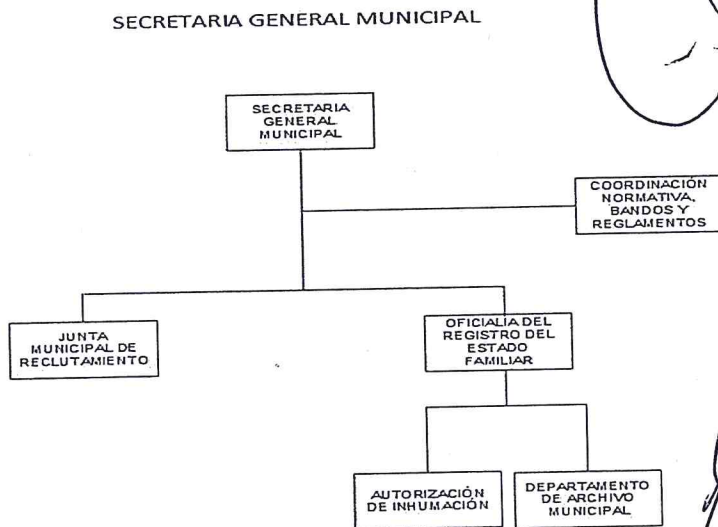 SECRETARIA GENERAL MUNICIPAL
SECRETARIA
GENERAL
MUNICIPAL
COORDINACIÓN
NORMATIVA,
BANDOS Y
REGLAMENTOS
JUNTA
MUNICIPAL DE
RECLUTAMIENTO
OFICIALIA DEL
REGISTRO DEL
ESTADO
FAMILIAR
AUTORIZACIÓN
DE INHUMACIÓN
DEPARTAMENTO
DE ARCHIVO
MUNICIPAL